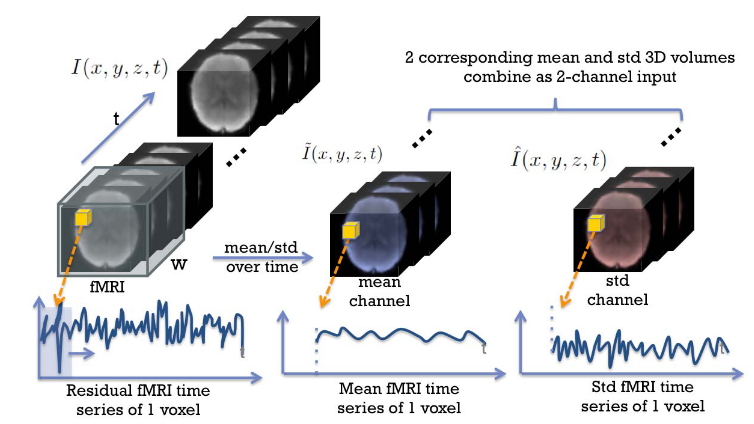 2 corresponding mean and std 3D volumes
combine as 2-channel input
I(x, y, z, t)
t
Ĩ(x, y, z, t)
Î(x, y, z, t)
w
fMRI
mean/std
over time
mean
channel
std
channel
t
t
t
Residual fMRI time
series of 1 voxel
Mean fMRI time
series of 1 voxel
Std fMRI time
series of 1 voxel